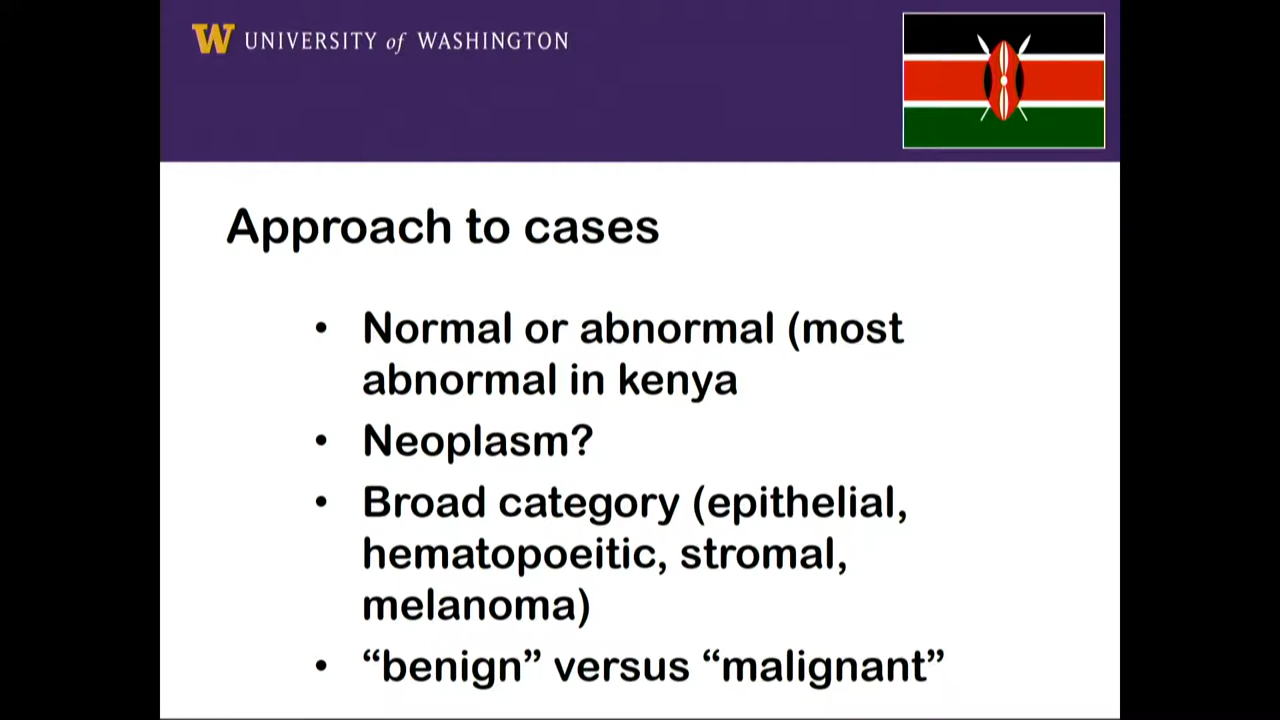 W UNIVERSITY of WASHINGTON
Approach to cases
• Normal or abnormal (most
abnormal in kenya
• Neoplasm?
• Broad category (epithelial,
hematopoeitic, stromal,
melanoma)
• “benign” versus “malignant”